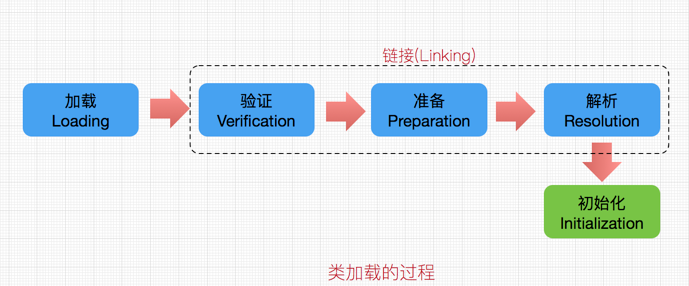 链接(Linking)
加载
Loading
验证
Verification
准备
Preparation
解析
Resolution
初始化
Initialization
类加载的过程